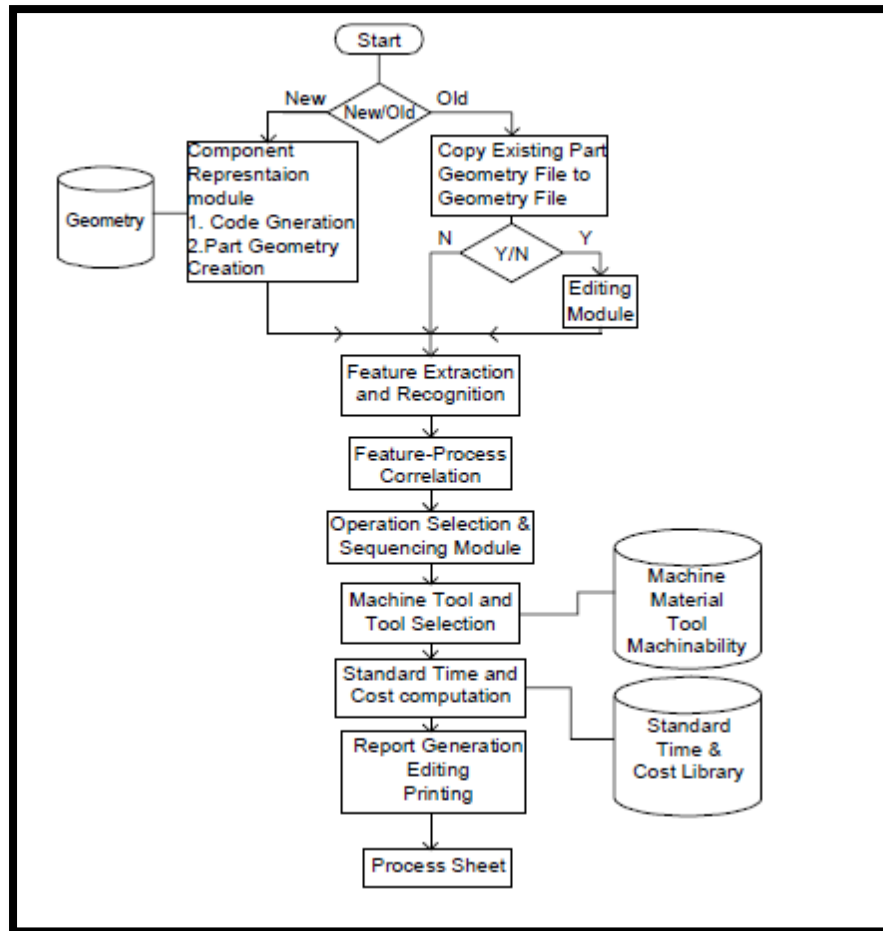 Start
New
New/Old
Old
Component
Represntaion
module
1. Code Gneration
2.Part Geometry
Creation
Geometry
Copy Existing Part
Geometry File to
Geometry File
N
Y/N
Y
Editing
Module
Feature Extraction
and Recognition
Feature-Process
Correlation
Operation Selection &
Sequencing Module
Machine Tool and
Tool Selection
Machine
Material
Tool
Machinability
Standard Time and
Cost computation
Standard
Time &
Cost Library
Report Generation
Editing
Printing
Process Sheet